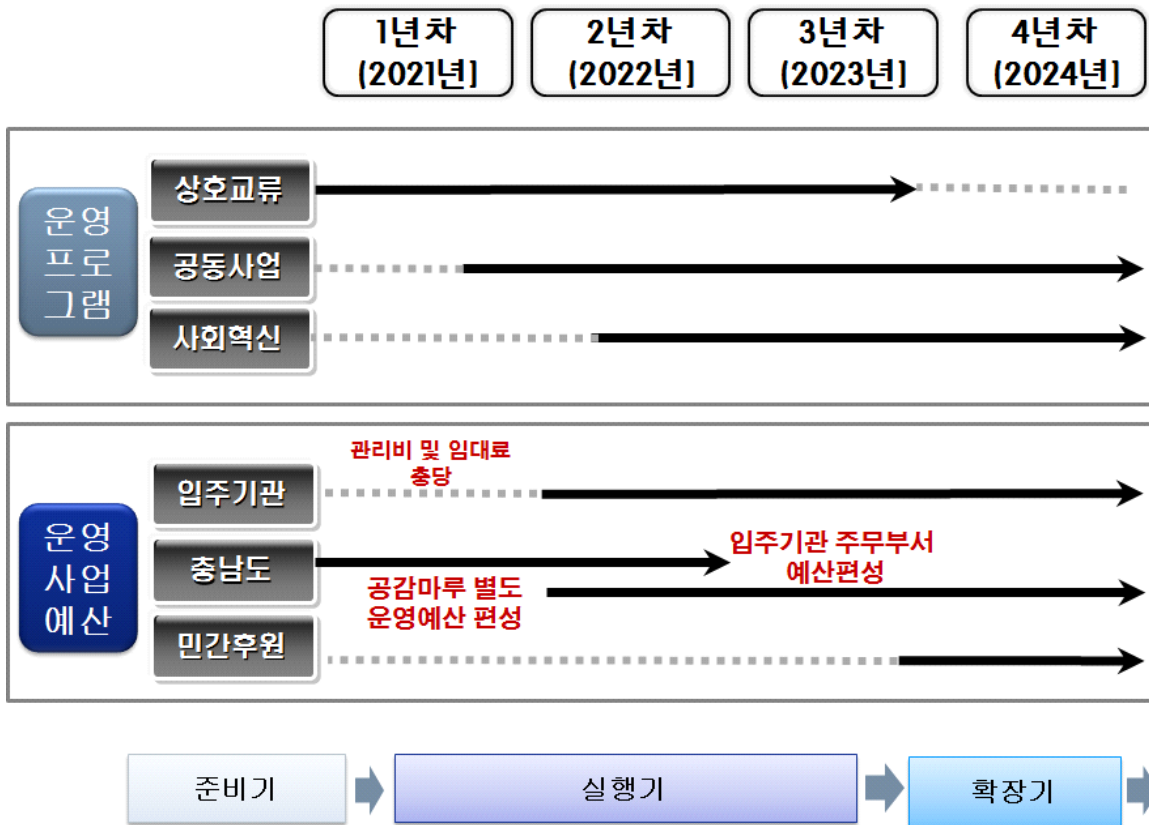 1년차
(2021년]
2년차
(2022년]
3년차
(2023년]
4년차
(2024년]
운영
프로
그램
상호교류
공동사업
사회혁신
운영
사업
예산
입주기관
관리비 및 임대료
충당
충남도
공감마루 별도
운영예산 편성
입주기관 주무부서
예산편성
민간후원
준비기
실행기
확장기